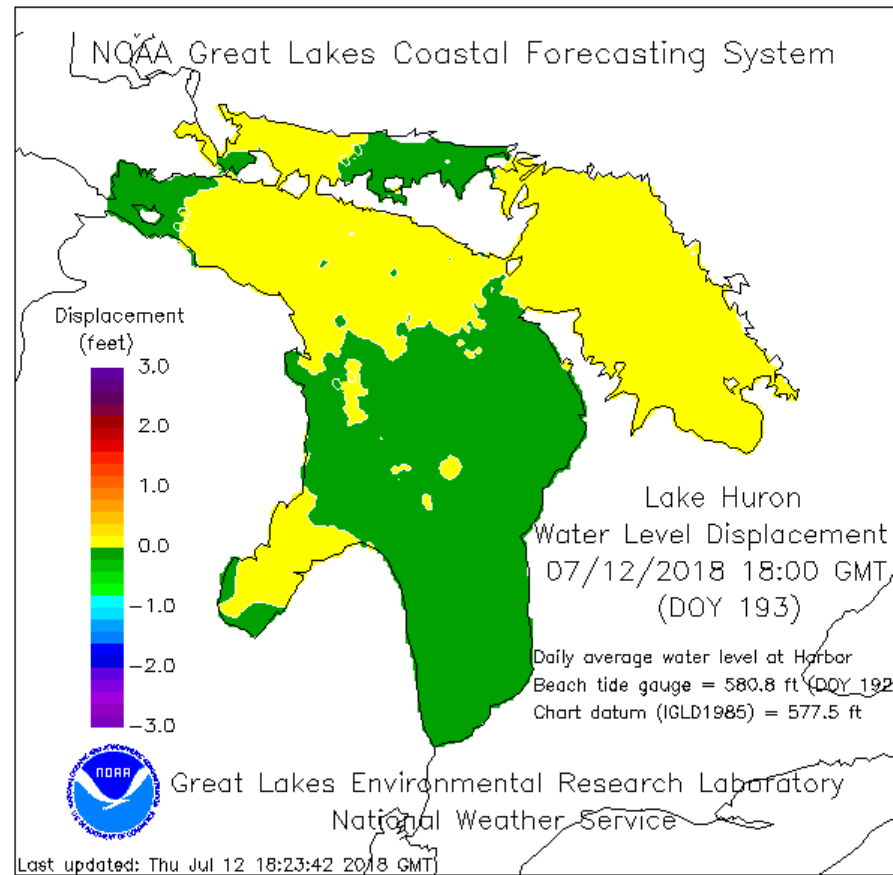 NOAA Great Lakes Coastal Forecasting System
Displacement
(feet)
3.0
2.0
1.0
0.0
-1.0
-2.0
-3.0
Lake Huron
Water Level Displacement
07/12/2018 18:00 GMT
(DOY 193)
Daily average water level at Harbor
Beach tide gauge = 580.8 ft (DOY 192
Chart datum (IGLD1985) = 577.5 ft
NOAA
Great Lakes Environmental Research Laboratory
National Weather Service
Last updated: Thu Jul 12 18:23:42 2018 GMT